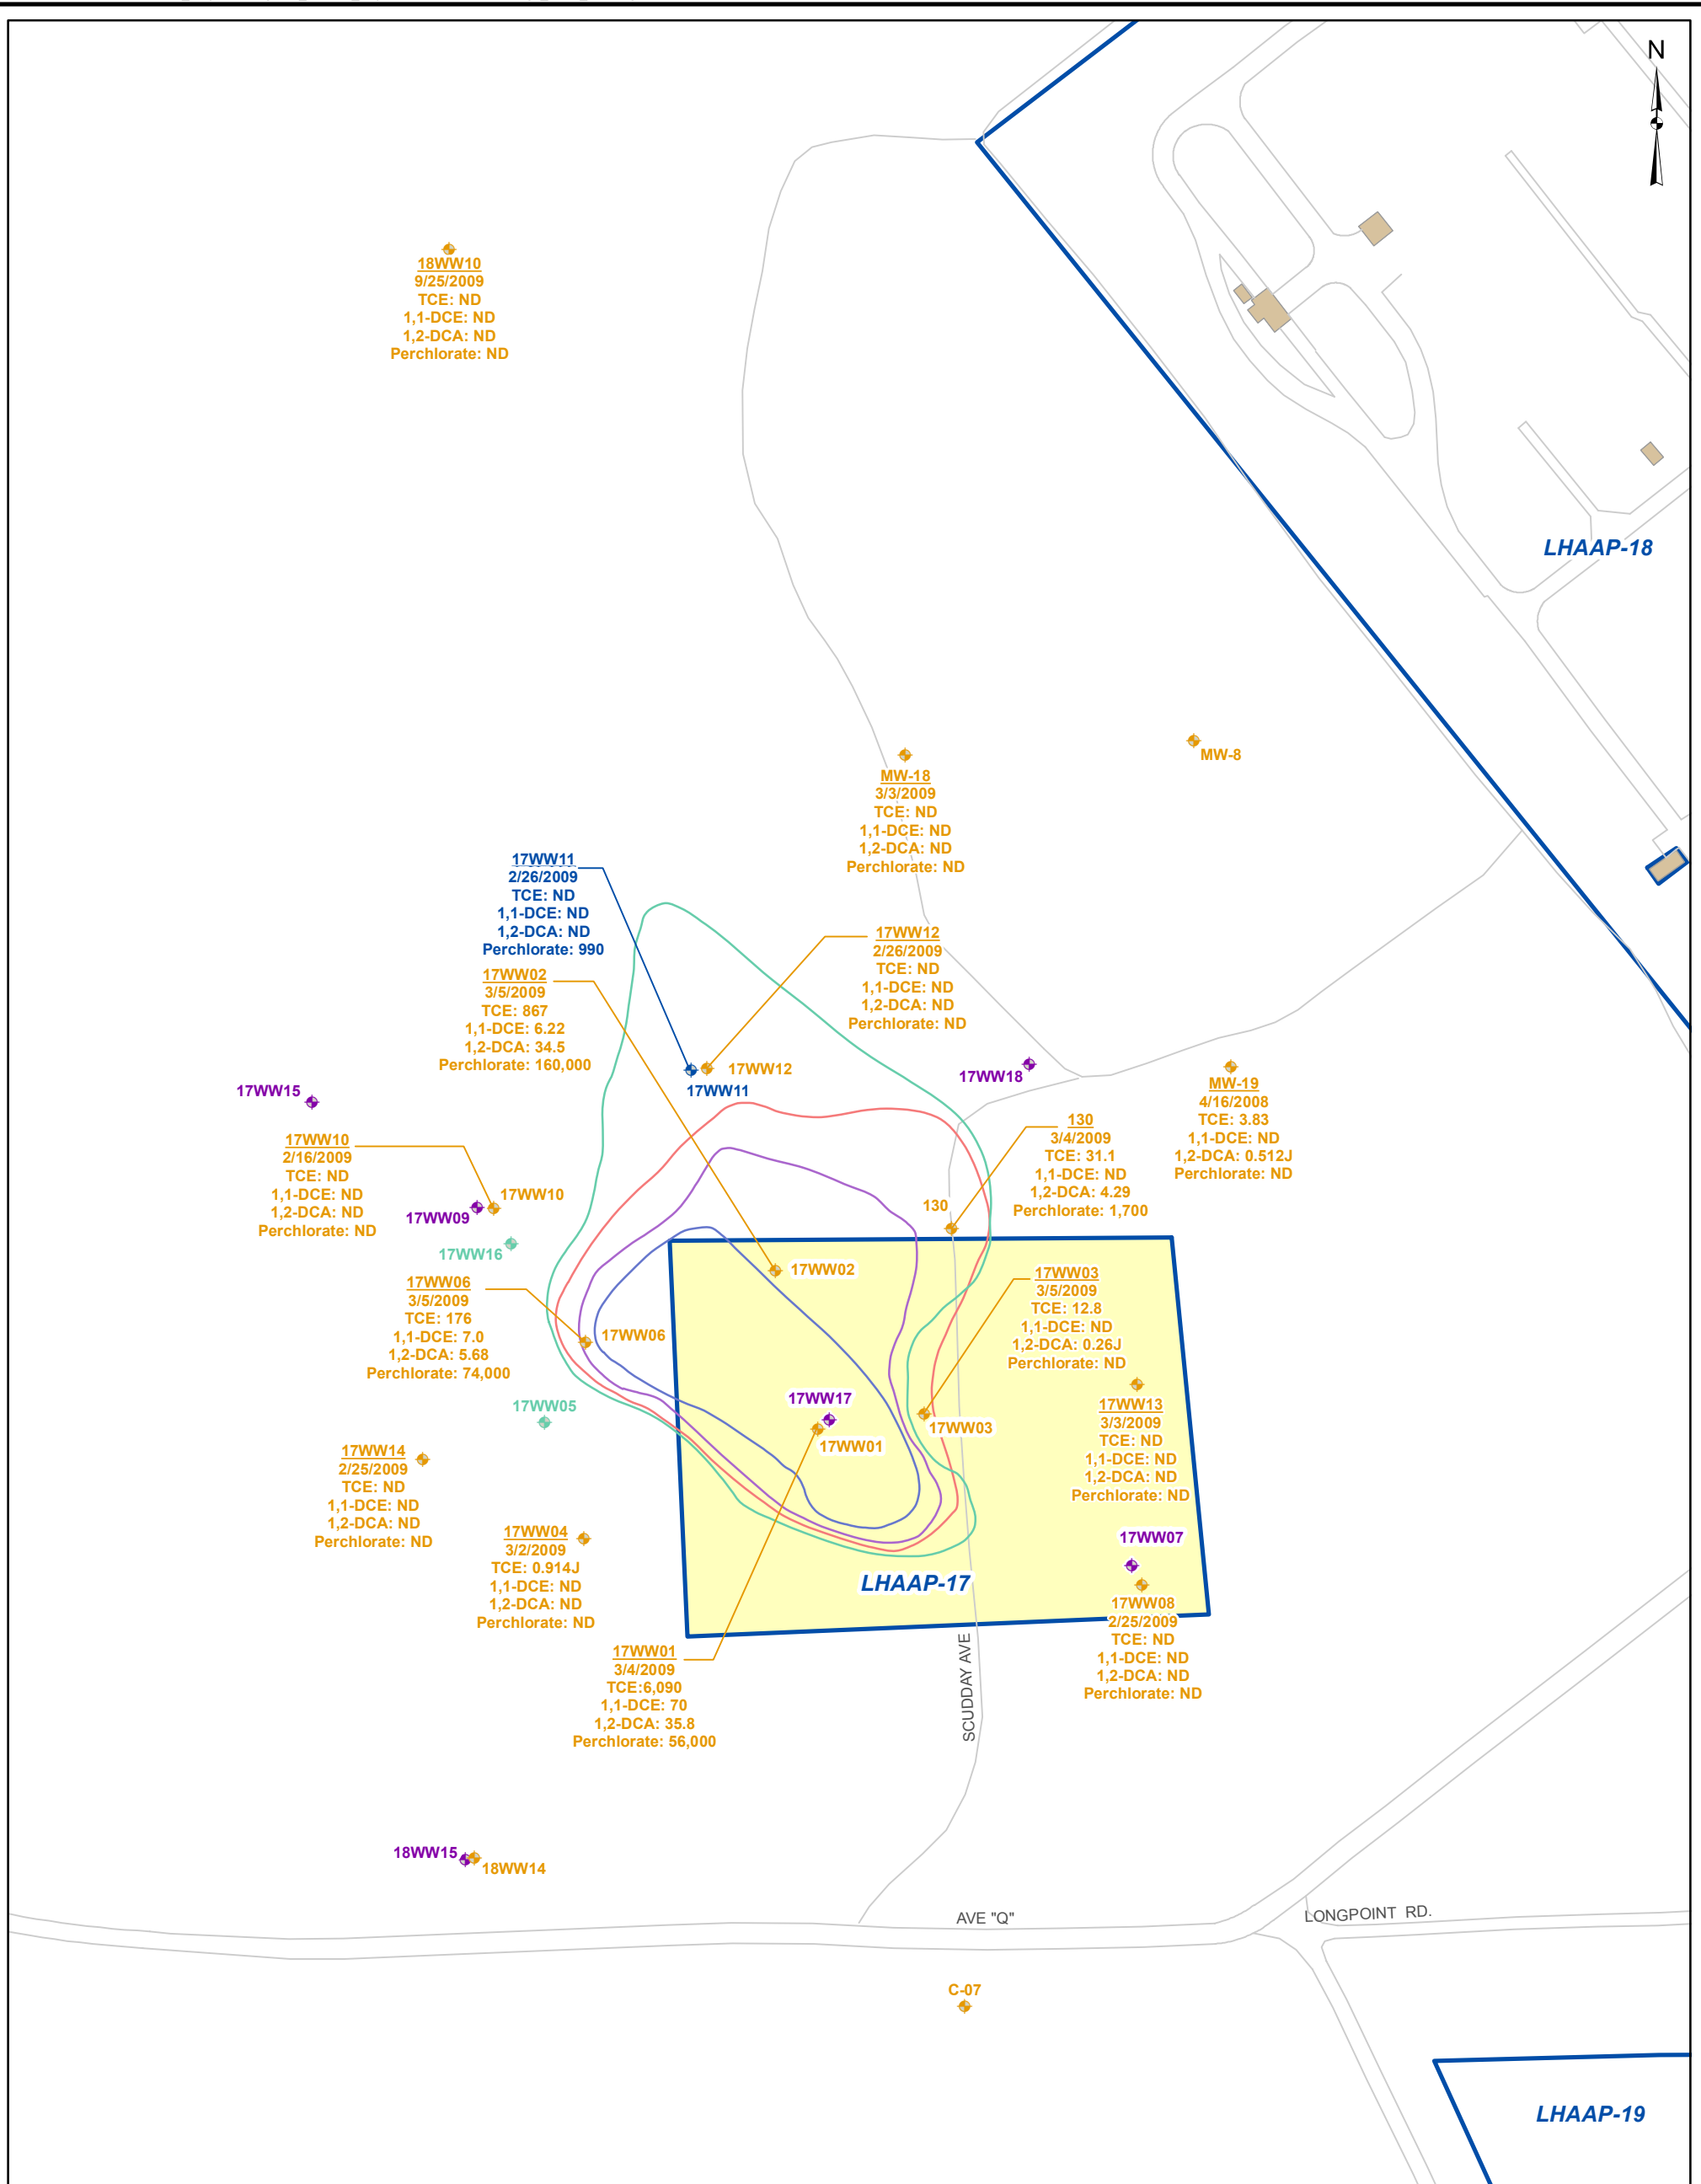 N
18WW10
9/25/2009
TCE: ND
1,1-DCE: ND
1,2-DCA: ND
Perchlorate: ND
LHAAP-18
MW-8
MW-18
3/3/2009
TCE: ND
1,1-DCE: ND
1,2-DCA: ND
Perchlorate: ND
17WW11
2/26/2009
TCE: ND
1,1-DCE: ND
1,2-DCA: ND
Perchlorate: 990
17WW12
2/26/2009
TCE: ND
1,1-DCE: ND
1,2-DCA: ND
Perchlorate: ND
17WW02
3/5/2009
TCE: 867
1,1-DCE: 6.22
1,2-DCA: 34.5
Perchlorate: 160,000
17WW12
17WW11
17WW18
17WW15
MW-19
4/16/2008
TCE: 3.83
1,1-DCE: ND
1,2-DCA: 0.512J
Perchlorate: ND
130
3/4/2009
TCE: 31.1
1,1-DCE: ND
1,2-DCA: 4.29
Perchlorate: 1,700
17WW10
2/16/2009
TCE: ND
1,1-DCE: ND
1,2-DCA: ND
Perchlorate: ND
17WW10
17WW09
130
17WW16
17WW02
17WW06
3/5/2009
TCE: 176
1,1-DCE: 7.0
1,2-DCA: 5.68
Perchlorate: 74,000
17WW03
3/5/2009
TCE: 12.8
1,1-DCE: ND
1,2-DCA: 0.26J
Perchlorate: ND
17WW06
17WW17
17WW01
17WW03
17WW05
17WW13
3/3/2009
TCE: ND
1,1-DCE: ND
1,2-DCA: ND
Perchlorate: ND
17WW14
2/25/2009
TCE: ND
1,1-DCE: ND
1,2-DCA: ND
Perchlorate: ND
17WW04
3/2/2009
TCE: 0.914J
1,1-DCE: ND
1,2-DCA: ND
Perchlorate: ND
17WW07
LHAAP-17
17WW08
2/25/2009
TCE: ND
1,1-DCE: ND
1,2-DCA: ND
Perchlorate: ND
17WW01
3/4/2009
TCE:6,090
1,1-DCE: 70
1,2-DCA: 35.8
Perchlorate: 56,000
SCUDDAY AVE
18WW15
18WW14
AVE "Q"
LONGPOINT RD.
C-07
LHAAP-19